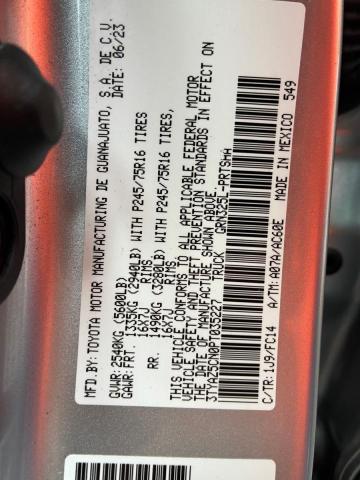 MFD.BY: TOYOTA MOTOR MANUFACTURING DE GUANAJUATO, S.A. DE C.V.
DATE: 06/23
GVWR: 2540KG (5600LB)
GAWR: FRT. 1335KG (2940LB) WITH P245/75R16 TIRES
16X7J RIMS.
RR. 1490KG (3280LB) WITH P245/75R16 TIRES,
16X7J RIMS.
THIS VEHICLE CONFORMS TO ALL APPLICABLE FEDERAL MOTOR
VEHICLE SAFETY AND THEFT PREVENTION STANDARDS IN EFFECT ON
THE DATE OF MANUFACTURE SHOWN ABOVE.
3TYAZ5CN0PT035227 TRUCK GRN325L-PRTSHA
C/TR: 1J9/FC14 A/TM: A07A/AC60E MADE IN MEXICO 549